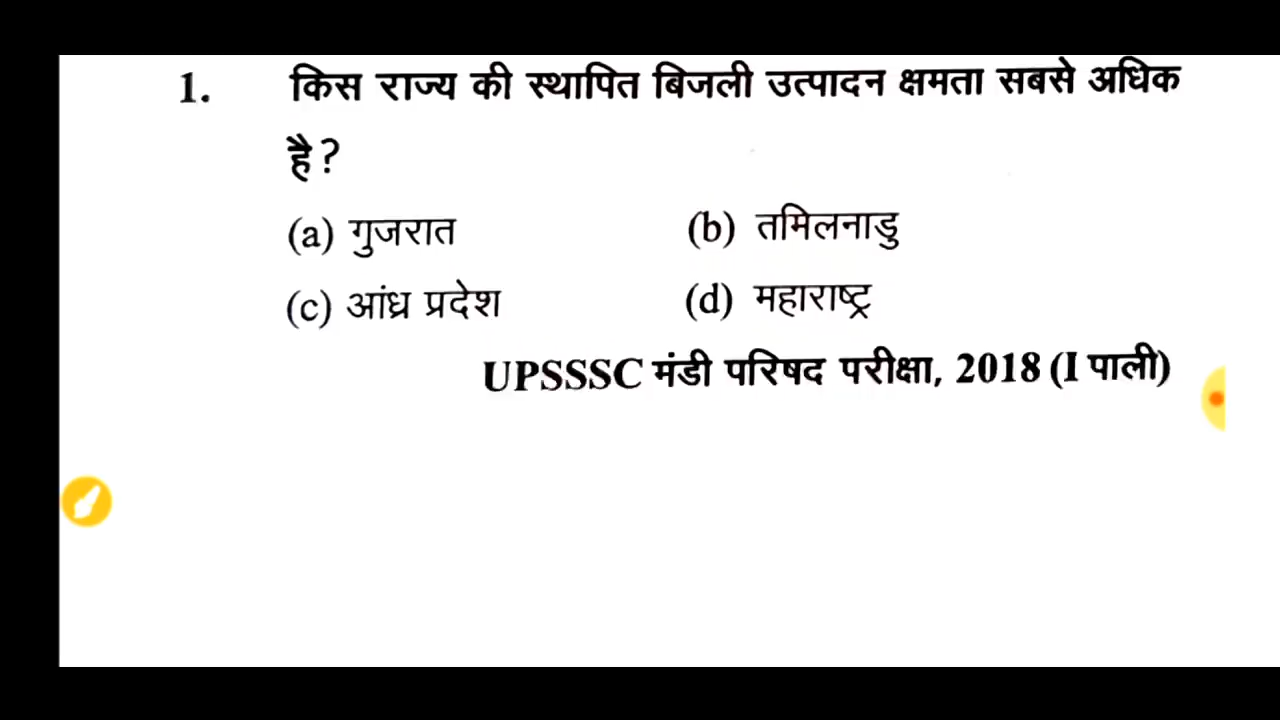 1. किस राज्य की स्थापित बिजली उत्पादन क्षमता सबसे अधिक
है?
(a) गुजरात (b) तमिलनाडु
(c) आंध्र प्रदेश (d) महाराष्ट्र
UPSSSC मंडी परिषद परीक्षा, 2018 (I पाली)